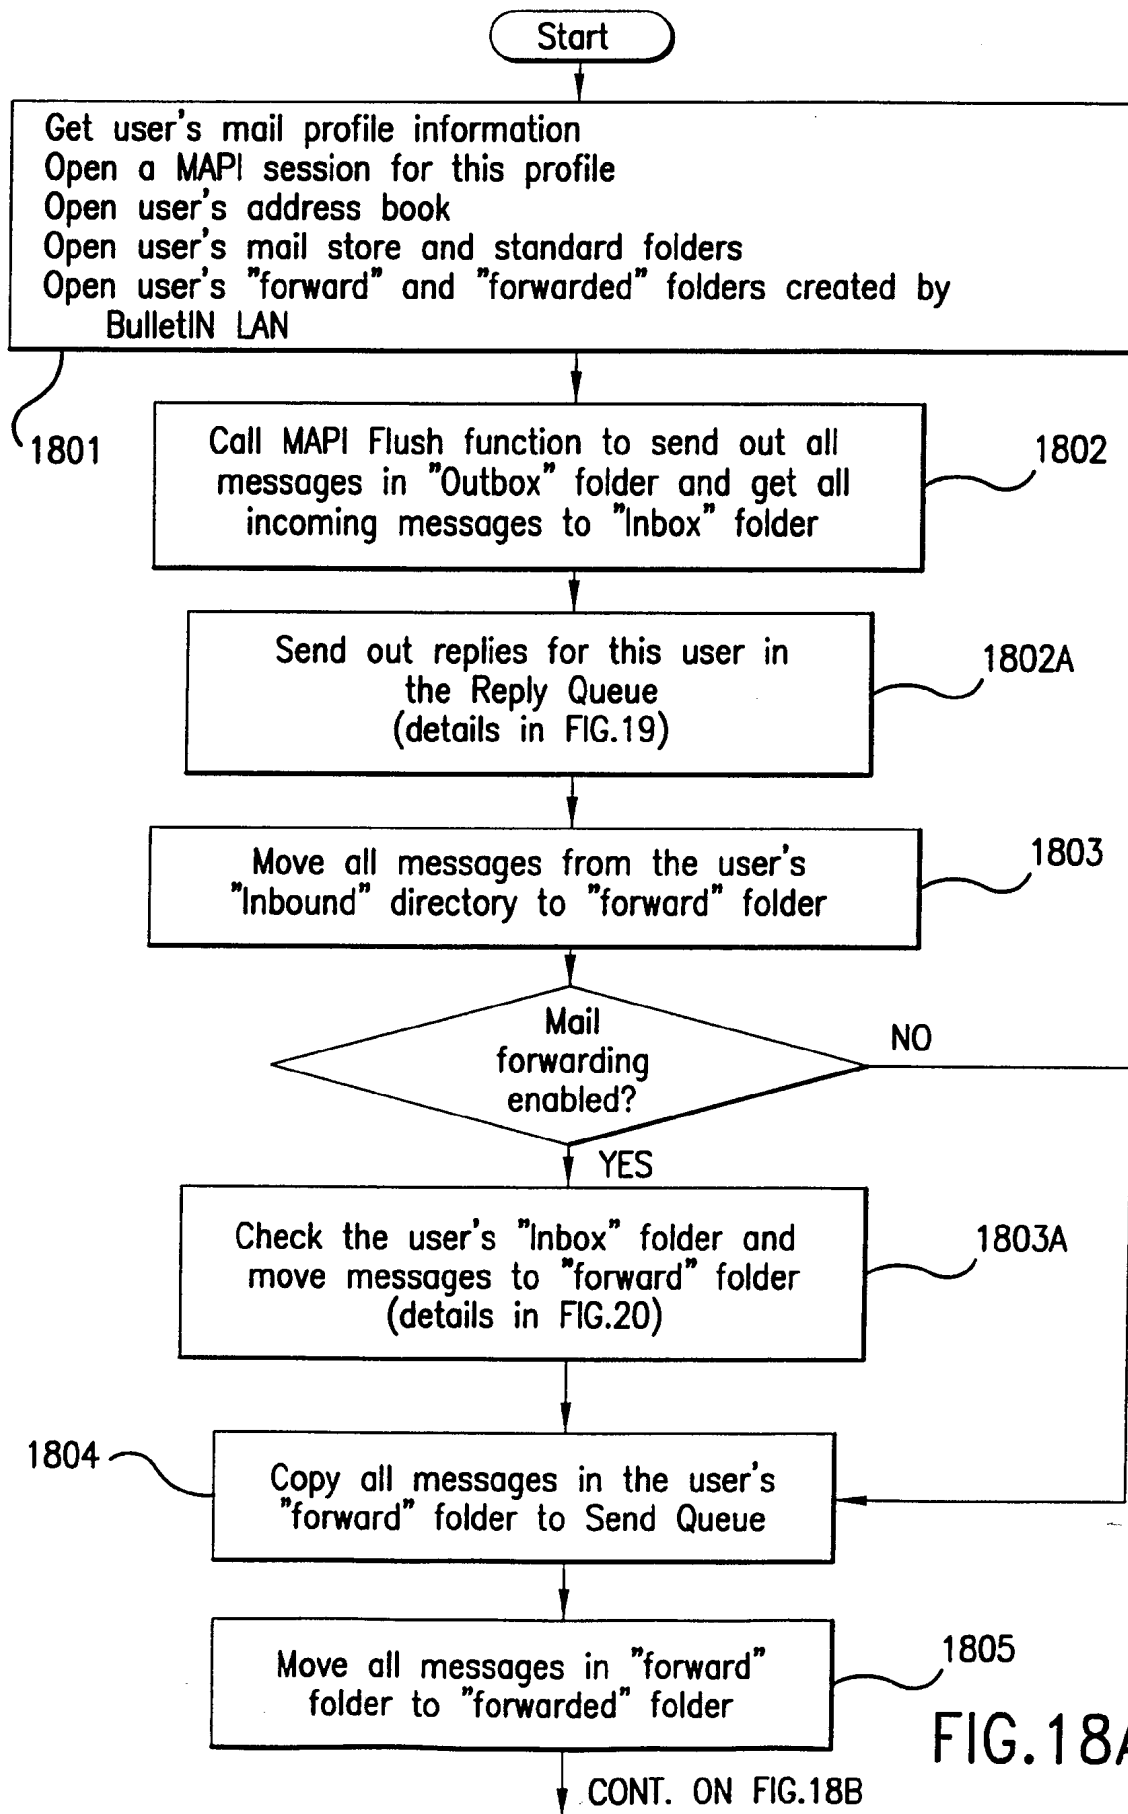 Start
Get user's mail profile information
Open a MAPI session for this profile
Open user's address book
Open user's mail store and standard folders
Open user's "forward" and "forwarded" folders created by
BulletIN LAN
1801
Call MAPI Flush function to send out all
messages in "Outbox" folder and get all
incoming messages to "Inbox" folder
1802
Send out replies for this user in
the Reply Queue
(details in FIG.19)
1802A
Move all messages from the user's
"Inbound" directory to "forward" folder
1803
Mail
forwarding
enabled?
NO
YES
Check the user's "Inbox" folder and
move messages to "forward" folder
(details in FIG.20)
1803A
1804
Copy all messages in the user's
"forward" folder to Send Queue
Move all messages in "forward"
folder to "forwarded" folder
1805
FIG.18A
CONT. ON FIG.18B